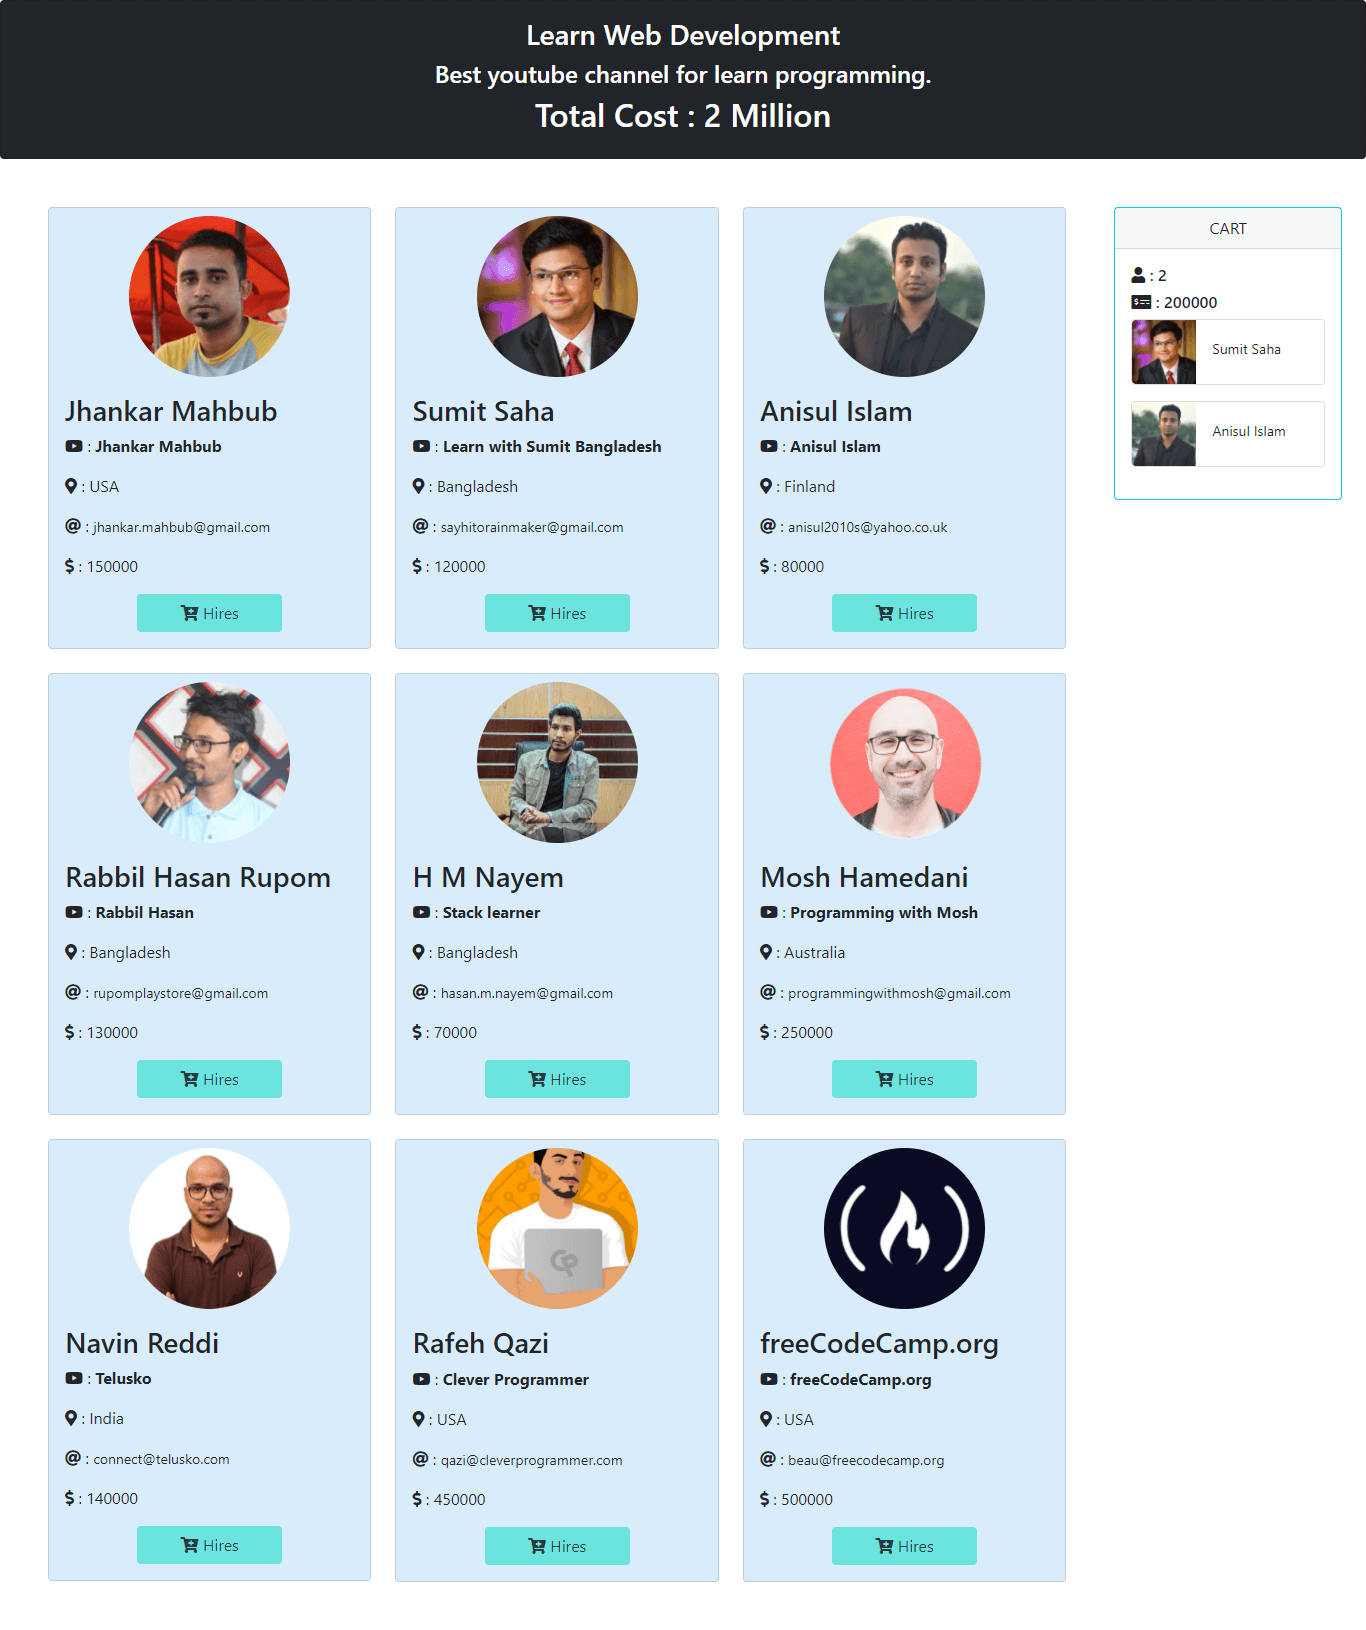 Learn Web Development
Best youtube channel for learn programming.
Total Cost : 2 Million
Jhankar Mahbub
: Jhankar Mahbub
: USA
: jhankar.mahbub@gmail.com
: 150000
Hires
Sumit Saha
: Learn with Sumit Bangladesh
: Bangladesh
: sayhitorainmaker@gmail.com
: 120000
Hires
Anisul Islam
: Anisul Islam
: Finland
: anisul2010s@yahoo.co.uk
: 80000
Hires
CART
: 2
: 200000
Sumit Saha
Anisul Islam
Rabbil Hasan Rupom
: Rabbil Hasan
: Bangladesh
: rupomplaystore@gmail.com
: 130000
Hires
H M Nayem
: Stack learner
: Bangladesh
: hasan.m.nayem@gmail.com
: 70000
Hires
Mosh Hamedani
: Programming with Mosh
: Australia
: programmingwithmosh@gmail.com
: 250000
Hires
Navin Reddi
: Telusko
: India
: connect@telusko.com
: 140000
Hires
Rafeh Qazi
: Clever Programmer
: USA
: qazi@cleverprogrammer.com
: 450000
Hires
freeCodeCamp.org
: freeCodeCamp.org
: USA
: beau@freecodecamp.org
: 500000
Hires